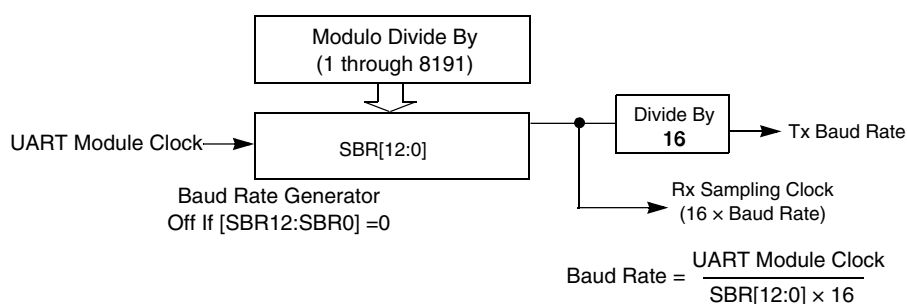 Modulo Divide By
(1 through 8191)
UART Module Clock
SBR[12:0]
Divide By
16
Tx Baud Rate
Baud Rate Generator
Off If [SBR12:SBR0] =0
Rx Sampling Clock
(16 × Baud Rate)
Baud Rate =
UART Module Clock
SBR[12:0] × 16